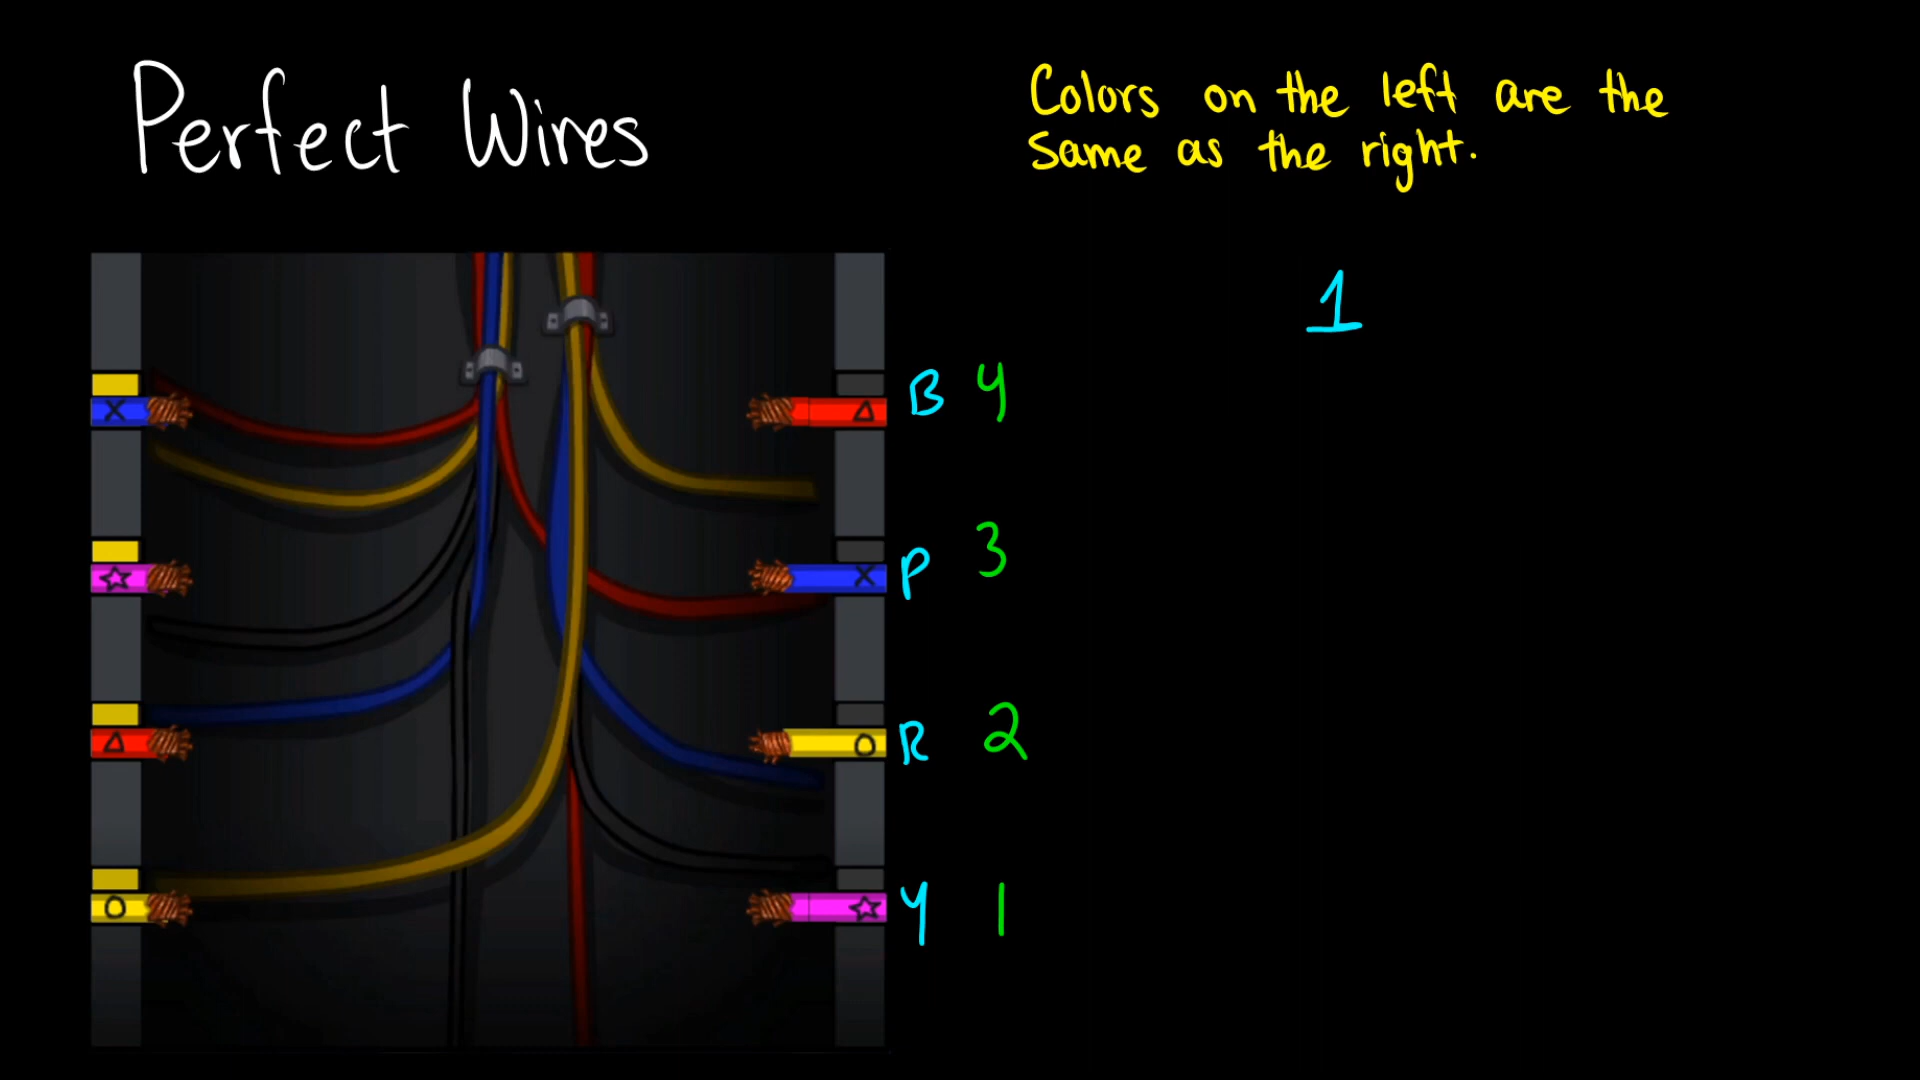 Perfect Wires
Colors on the left are the
Same as the right.
1
B 4
P 3
R 2
Y 1